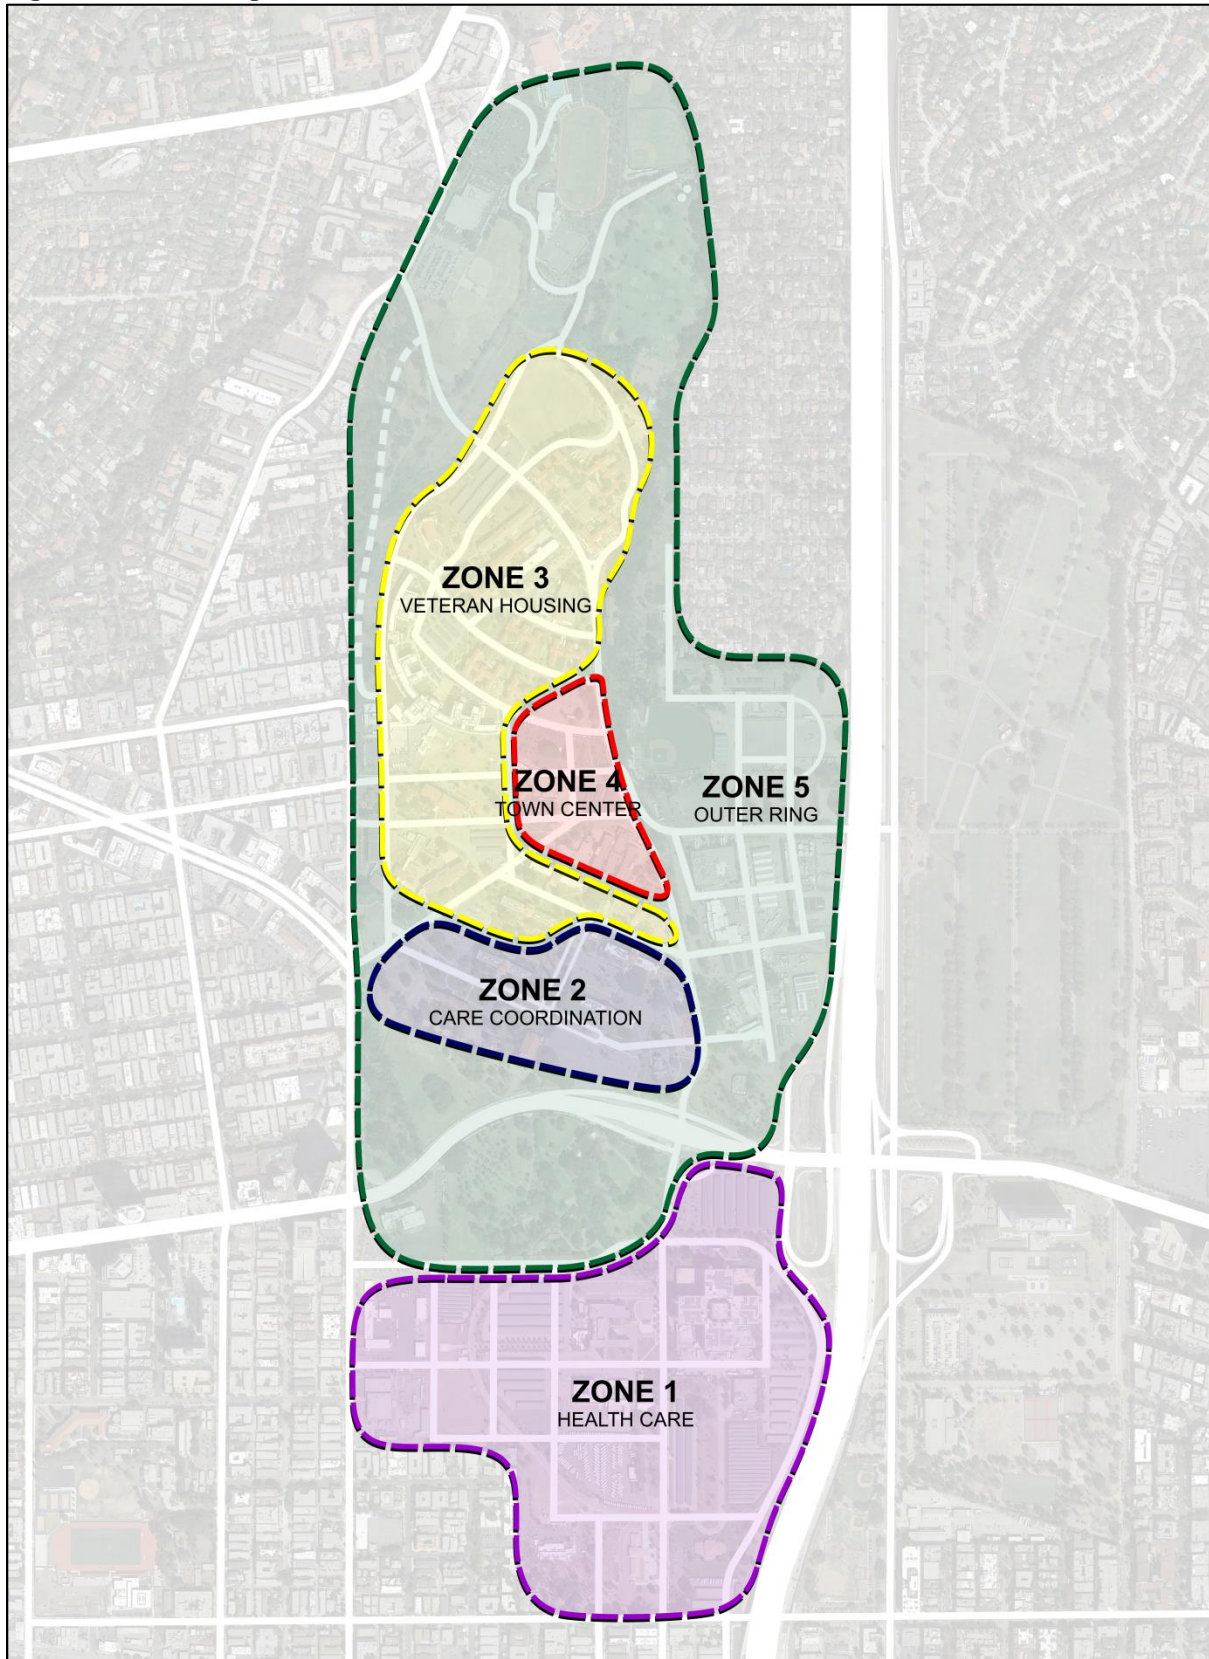 ZONE 3
VETERAN HOUSING
ZONE 4
TOWN CENTER
ZONE 5
OUTER RING
ZONE 2
CARE COORDINATION
ZONE 1
HEALTH CARE